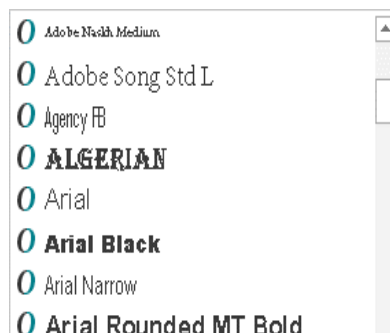 Adobe Naskh Medium
Adobe Song Std L
Agency FB
ALGERIAN
Arial
Arial Black
Arial Narrow
Arial Rounded MT Bold